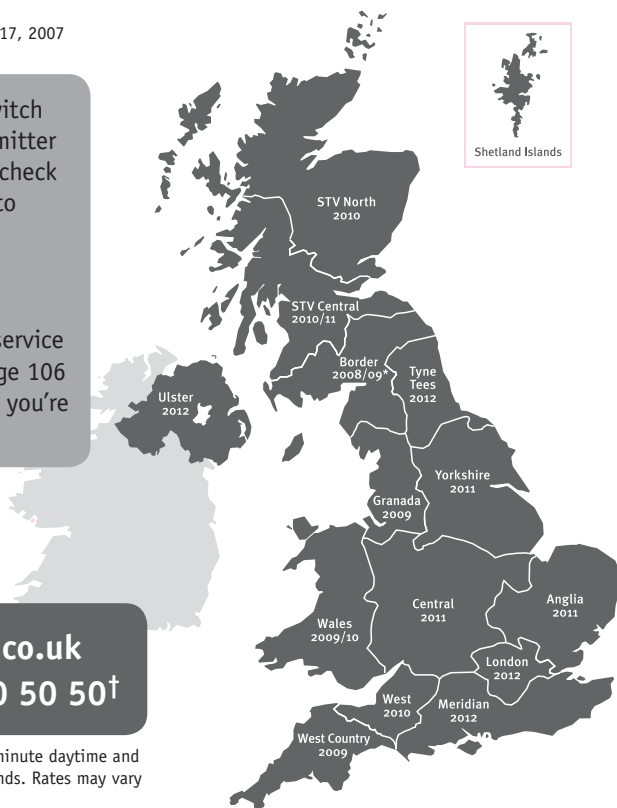 17, 2007
mitter
check
to
service
ge 106
you're
co.uk
0 50 50†
minute daytime and
nds. Rates may vary
Shetland Islands
STV North
2010
STV Central
2010/11
Border
2008/09*
Tyne
Tees
2012
Ulster
2012
Yorkshire
2011
Granada
2009
Wales
2009/10
Central
2011
Anglia
2011
London
2012
West
2010
Meridian
2012
West Country
2009